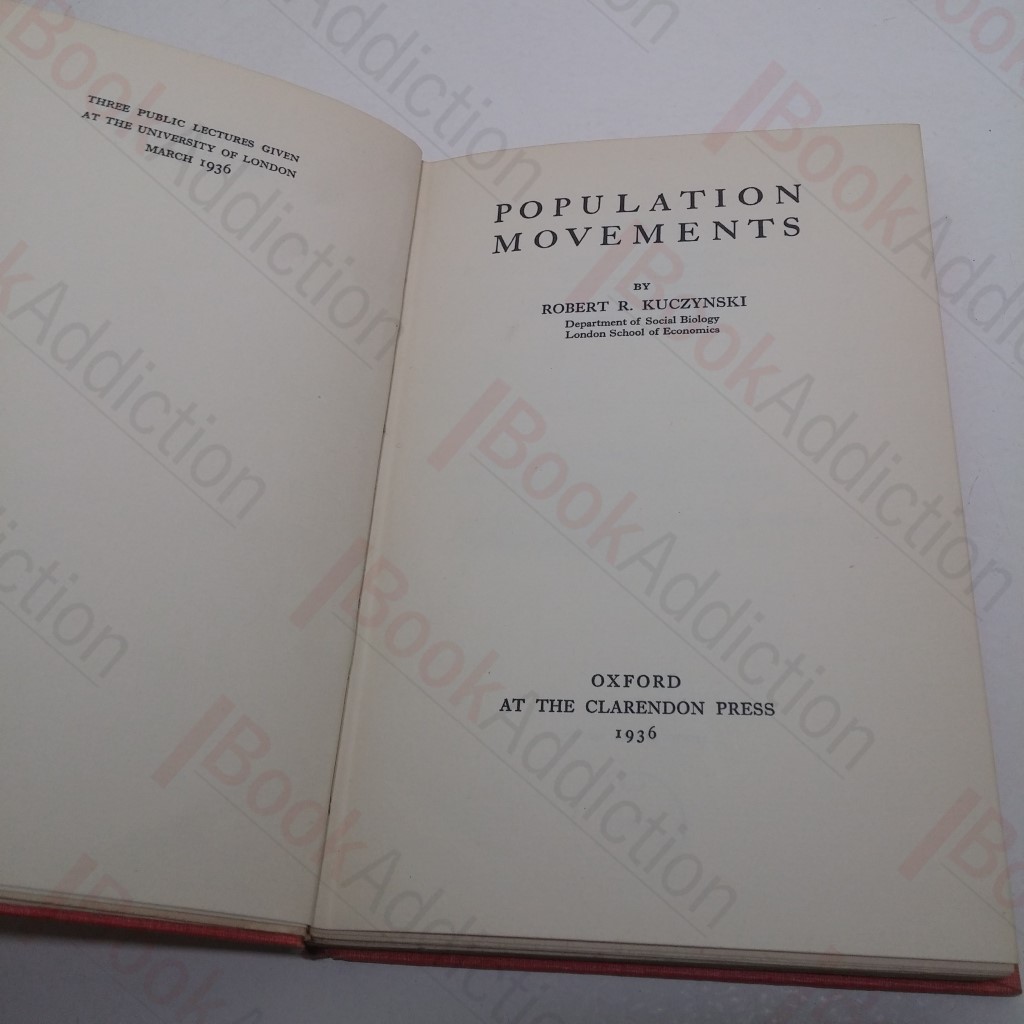 THREE PUBLIC LECTURES GIVEN
AT THE UNIVERSITY OF LONDON
MARCH 1936
POPULATION
MOVEMENTS
BY
ROBERT R. KUCZYNSKI
Department of Social Biology
London School of Economics
OXFORD
AT THE CLARENDON PRESS
1936
BookAddiction